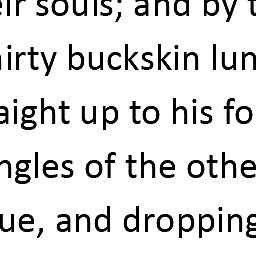 eir souls; and by t
hirty buckskin lun
aight up to his fo
ngles of the othe
ue, and dropping